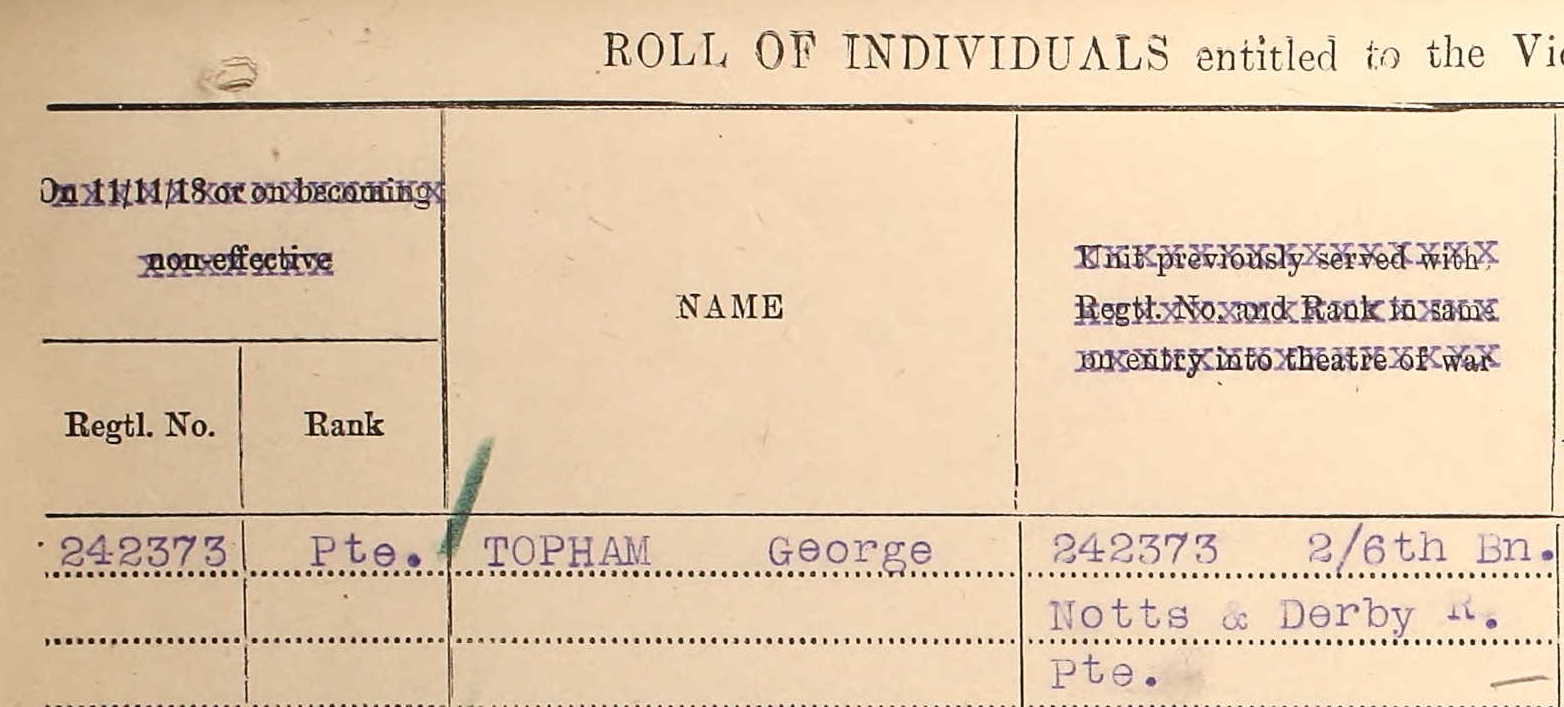 ROLL OF INDIVIDUALS entitled to the Vic
On 11/11/18 or on becoming
non-effective
NAME
Unit previously served with,
Regtl. No. and Rank in same
on entry into theatre of war
Regtl. No.
Rank
242373 Pte. TOPHAM George 242373 2/6th Bn.
Notts & Derby R.
Pte.